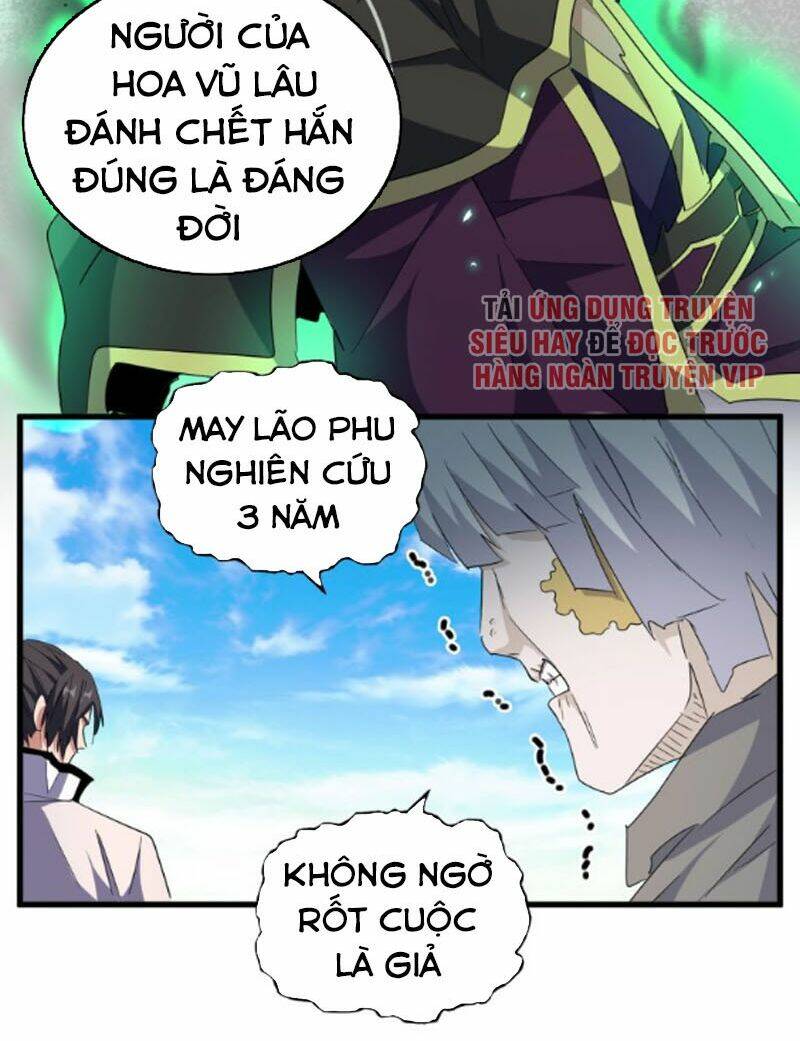 NGƯỜI CỦA
HOA VŨ LÂU
ĐÁNH CHẾT HẮN
ĐÚNG LÀ ĐÁNG
ĐỜI
TẢI ỨNG DỤNG TRUYỆN
SIÊU HAY ĐỂ ĐỌC TRƯỚC
HÀNG NGÀN TRUYỆN VIP
MAY LÃO PHU
NGHIÊN CỨU
3 NĂM
KHÔNG NGỜ
RỐT CUỘC
LÀ GIẢ